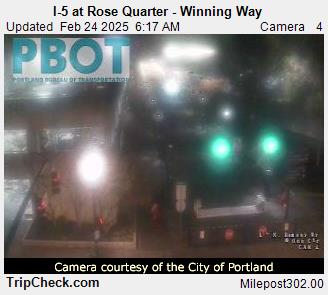 I-5 at Rose Quarter - Winning Way
Updated Feb 24 2025 6:17 AM Camera 4
PBOT
PORTLAND BUREAU OF TRANSPORTATION
Camera courtesy of the City of Portland
TripCheck.com Milepost302.00